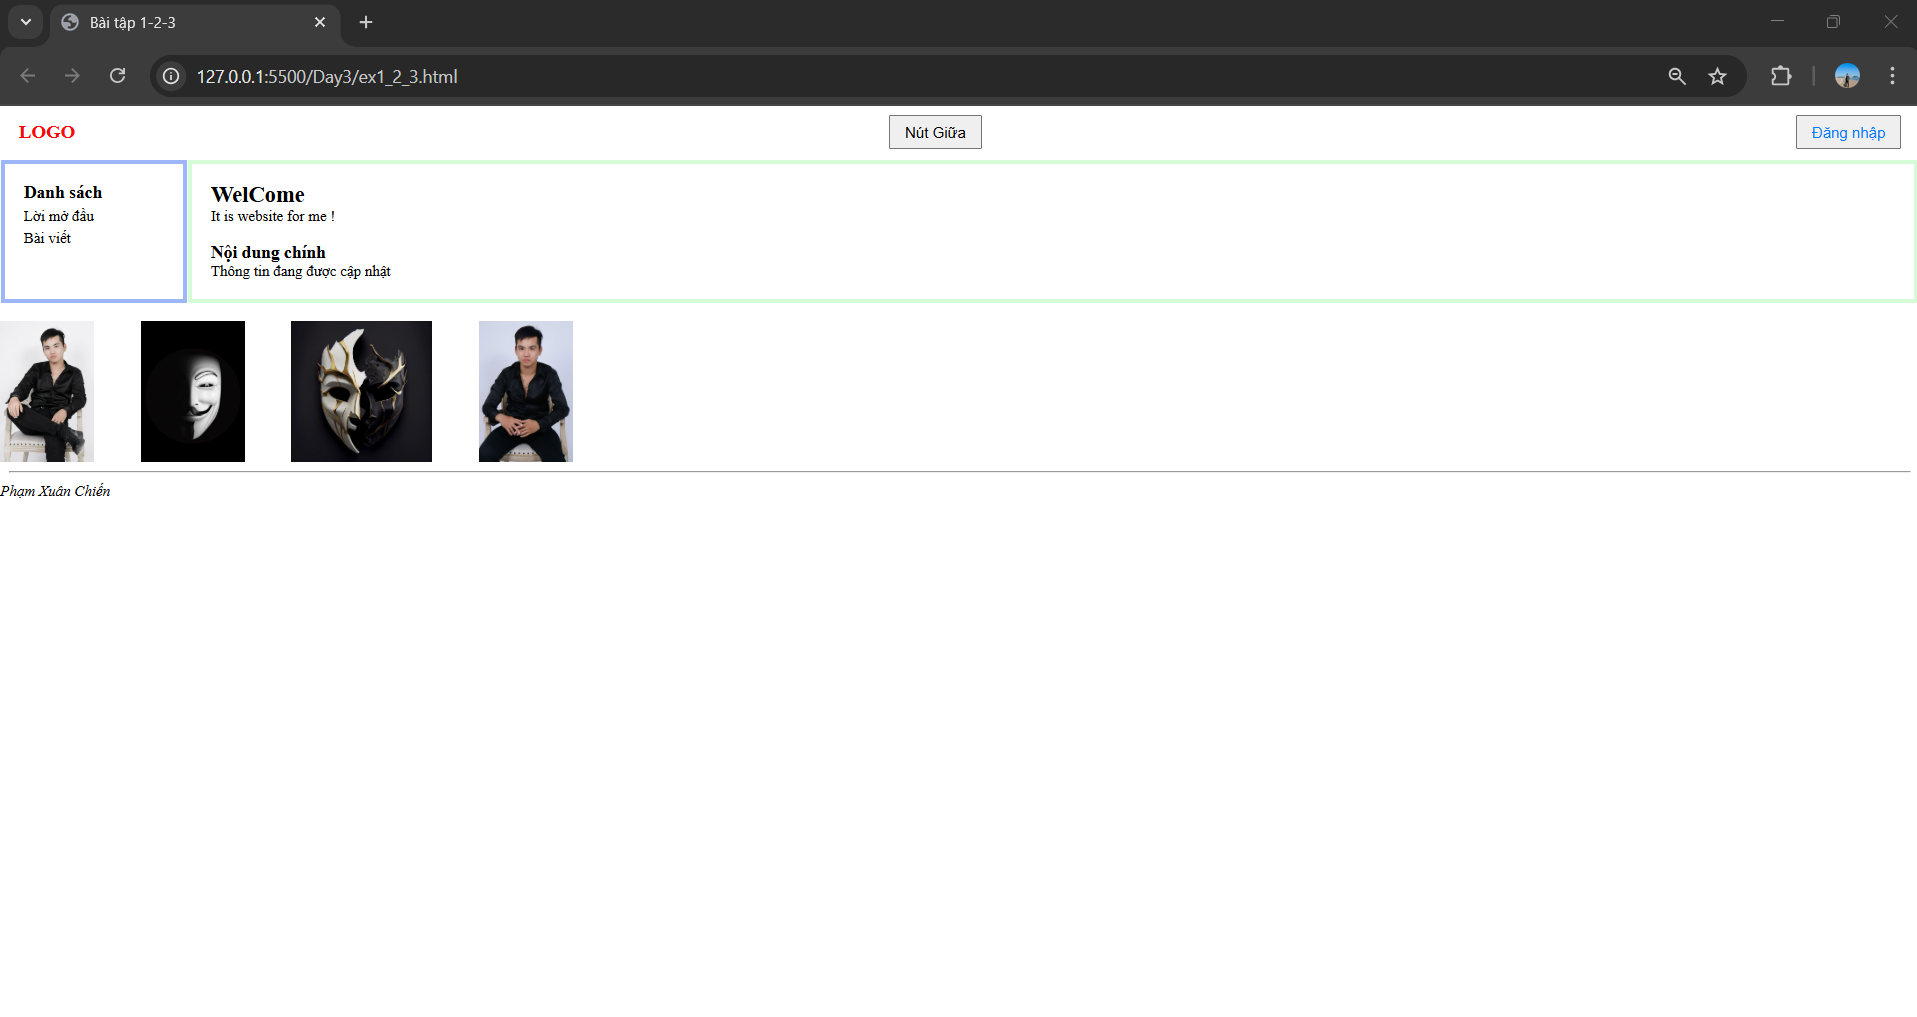 Bài tập 1-2-3
127.0.0.1:5500/Day3/ex1_2_3.html
LOGO
Nút Giữa
Đăng nhập
Danh sách
Lời mở đầu
Bài viết
WelCome
It is website for me !
Nội dung chính
Thông tin đang được cập nhật
Phạm Xuân Chiến